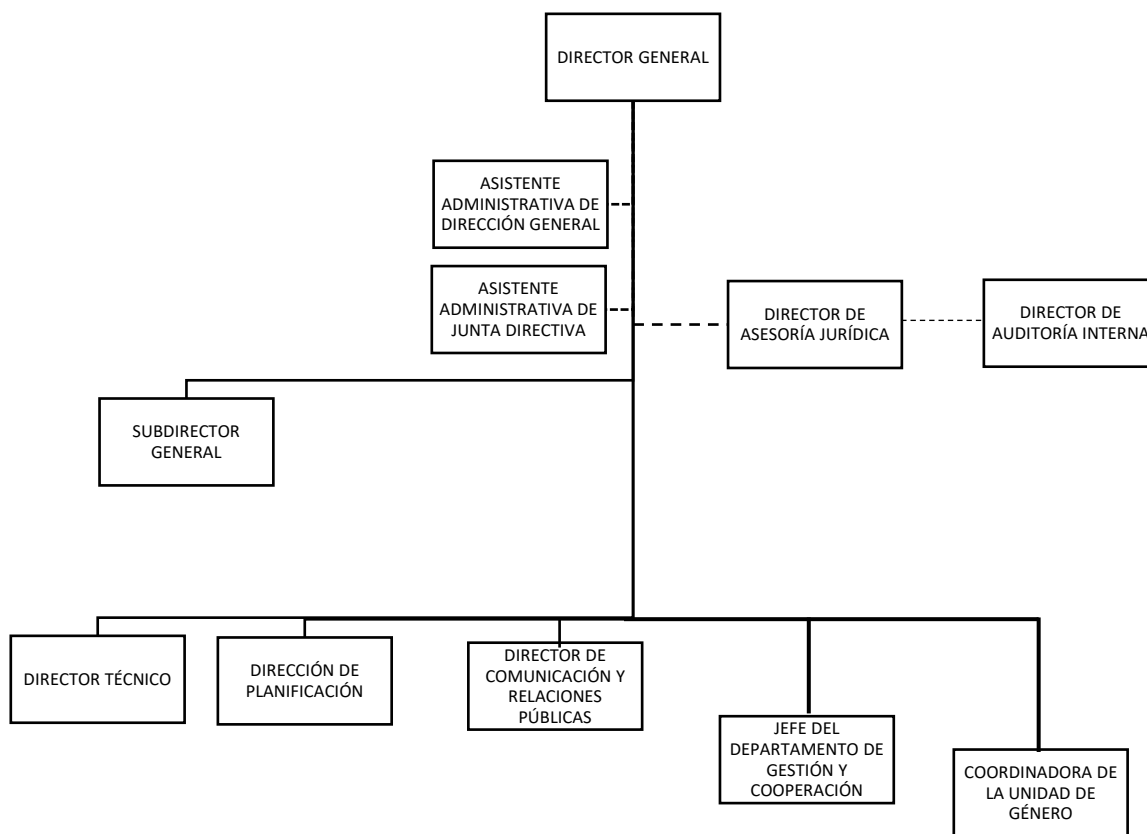 DIRECTOR GENERAL
ASISTENTE
ADMINISTRATIVA DE
DIRECCIÓN GENERAL
ASISTENTE
ADMINISTRATIVA DE
JUNTA DIRECTIVA
DIRECTOR DE
ASESORÍA JURÍDICA
DIRECTOR DE
AUDITORÍA INTERNA
SUBDIRECTOR
GENERAL
DIRECTOR TÉCNICO
DIRECCIÓN DE
PLANIFICACIÓN
DIRECTOR DE
COMUNICACIÓN Y
RELACIONES
PÚBLICAS
JEFE DEL
DEPARTAMENTO DE
GESTIÓN Y
COOPERACIÓN
COORDINADORA DE
LA UNIDAD DE
GÉNERO